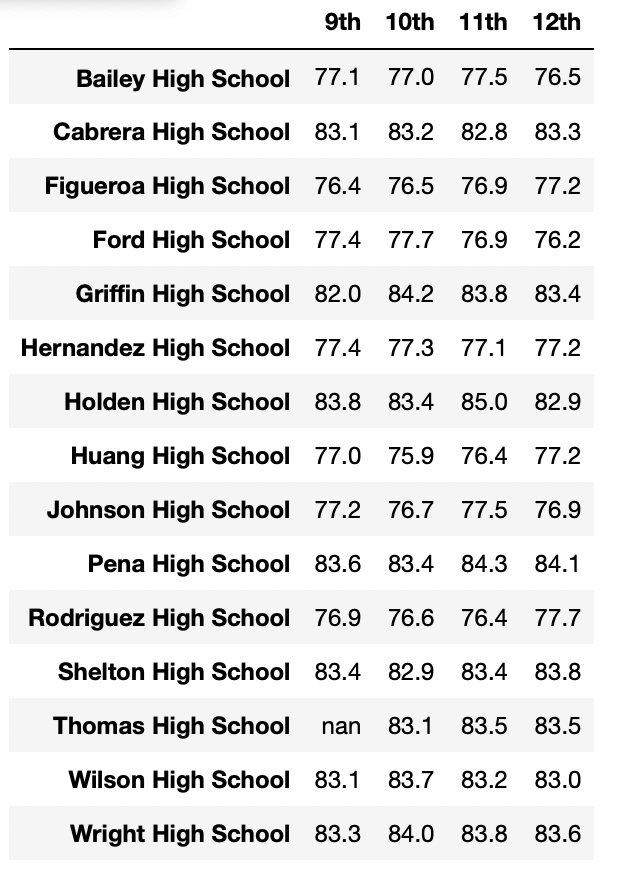 9th 10th 11th 12th
Bailey High School 77.1 77.0 77.5 76.5
Cabrera High School 83.1 83.2 82.8 83.3
Figueroa High School 76.4 76.5 76.9 77.2
Ford High School 77.4 77.7 76.9 76.2
Griffin High School 82.0 84.2 83.8 83.4
Hernandez High School 77.4 77.3 77.1 77.2
Holden High School 83.8 83.4 85.0 82.9
Huang High School 77.0 75.9 76.4 77.2
Johnson High School 77.2 76.7 77.5 76.9
Pena High School 83.6 83.4 84.3 84.1
Rodriguez High School 76.9 76.6 76.4 77.7
Shelton High School 83.4 82.9 83.4 83.8
Thomas High School nan 83.1 83.5 83.5
Wilson High School 83.1 83.7 83.2 83.0
Wright High School 83.3 84.0 83.8 83.6